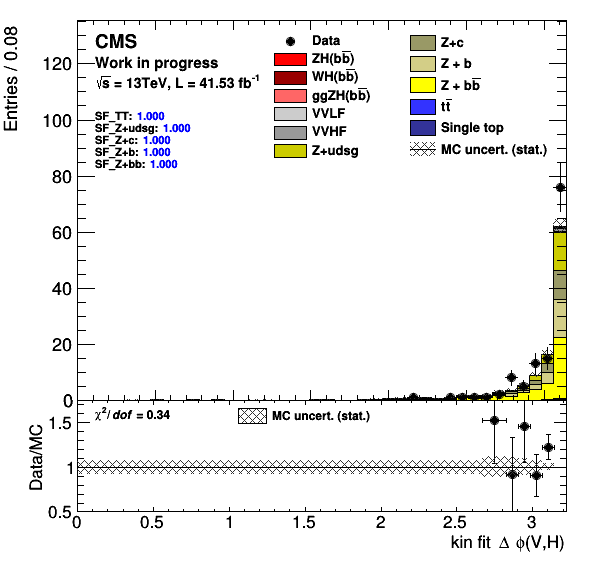 CMS
Work in progress
√s = 13TeV, L = 41.53 fb⁻¹
SF_TT: 1.000
SF_Z+udsg: 1.000
SF_Z+c: 1.000
SF_Z+b: 1.000
SF_Z+bb: 1.000
Data
ZH(bb̅)
WH(bb̅)
ggZH(bb̅)
VVLF
VVHF
Z+udsg
Z+c
Z + b
Z + bb̅
tt̅
Single top
MC uncert. (stat.)
Entries / 0.08
120
100
80
60
40
20
0
χ²/dof = 0.34
MC uncert. (stat.)
Data/MC
1.5
1
0.5
0 0.5 1 1.5 2 2.5 3
kin fit Δ ϕ(V,H)